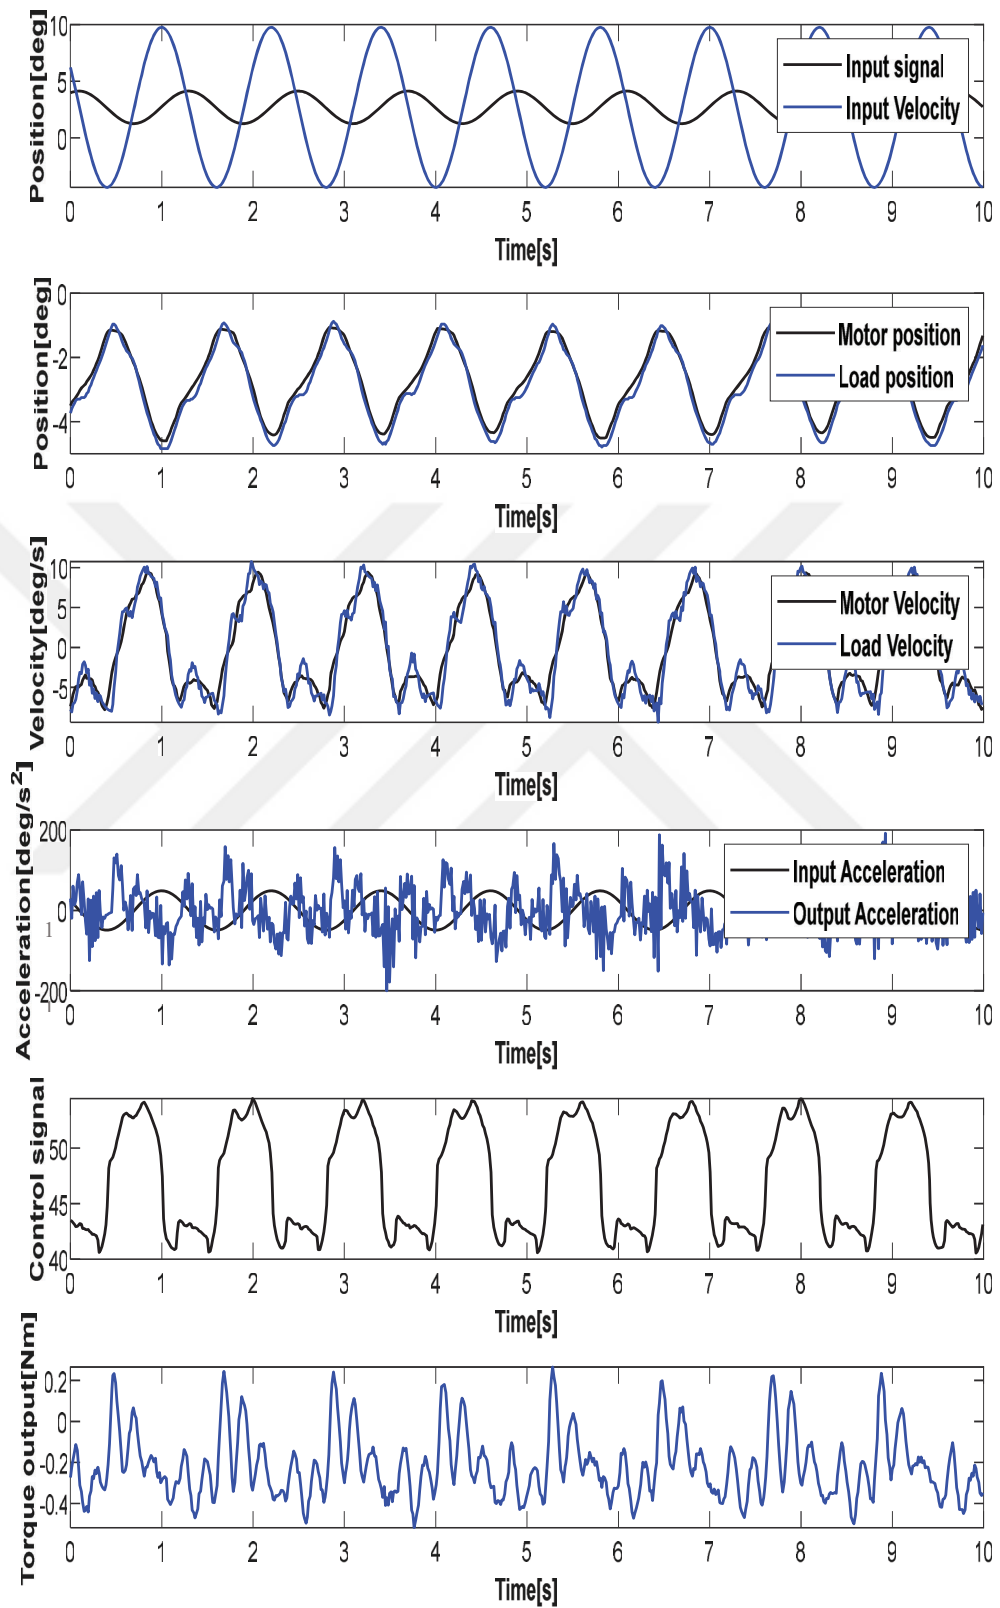 Position[deg]
10
5
0
Input signal
Input Velocity
0 1 2 3 4 5 6 7 8 9 10
Time[s]
Position[deg]
0
-2
-4
Motor position
Load position
0 1 2 3 4 5 6 7 8 9 10
Time[s]
Velocity[deg/s]
10
5
0
-5
Motor Velocity
Load Velocity
0 1 2 3 4 5 6 7 8 9 10
Time[s]
Acceleration[deg/s²]
200
0
1
-200
1
Input Acceleration
Output Acceleration
0 1 2 3 4 5 6 7 8 9 10
Time[s]
Control signal
50
45
40
0 1 2 3 4 5 6 7 8 9 10
Time[s]
Torque output[Nm]
0.2
0
-0.2
-0.4
0 1 2 3 4 5 6 7 8 9 10
Time[s]